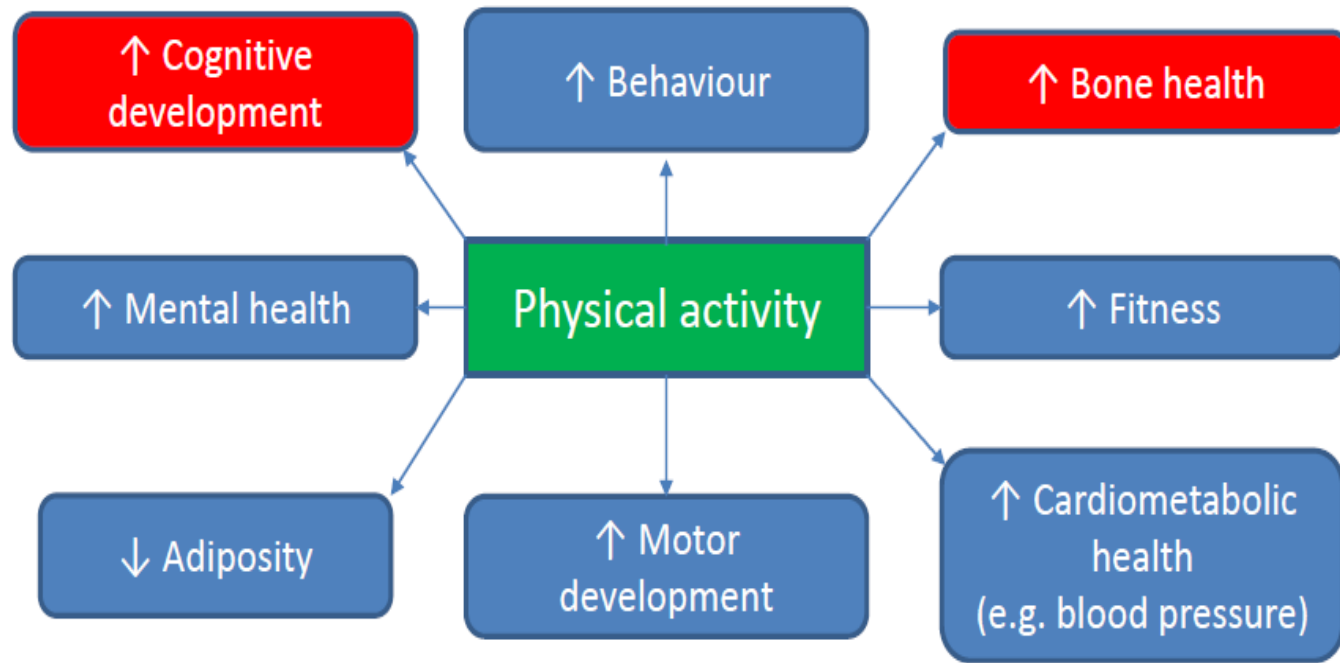 ↑ Cognitive
development
↑ Behaviour
↑ Bone health
↑ Mental health
Physical activity
↑ Fitness
↓ Adiposity
↑ Motor
development
↑ Cardiometabolic
health
(e.g. blood pressure)